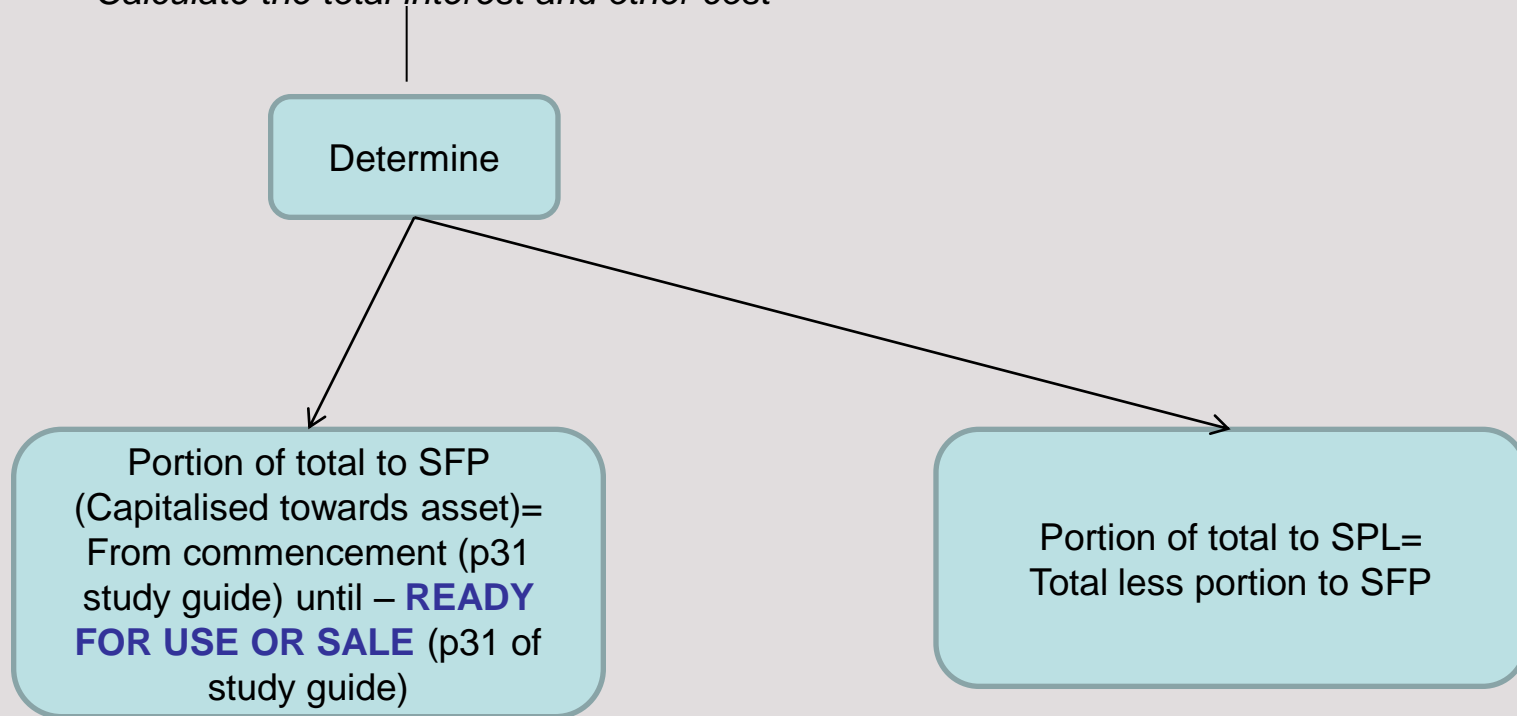 Calculate the total interest and other cost
Determine
Portion of total to SFP
(Capitalised towards asset)=
From commencement (p31
study guide) until – READY
FOR USE OR SALE (p31 of
study guide)
Portion of total to SPL=
Total less portion to SFP